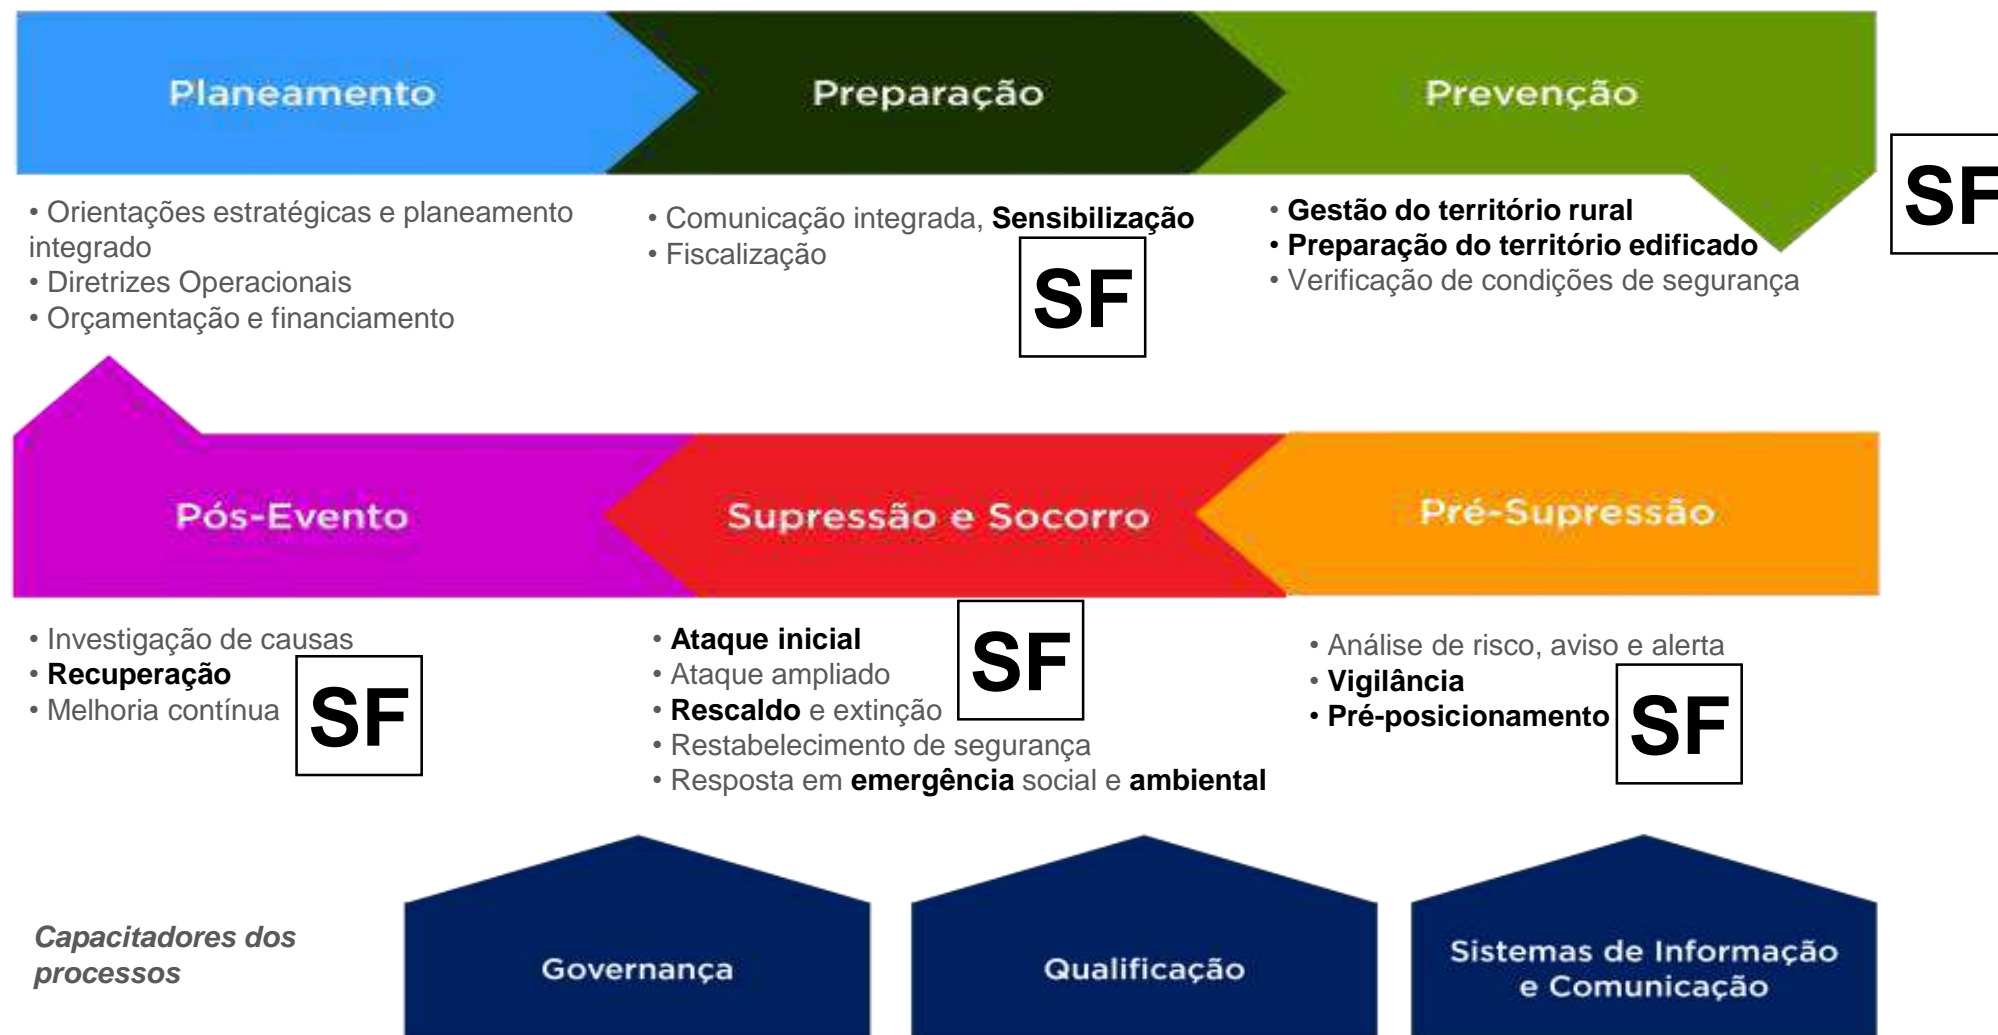 Planeamento
Preparação
Prevenção
SF
• Orientações estratégicas e planeamento
integrado
• Diretrizes Operacionais
• Orçamentação e financiamento
• Comunicação integrada, Sensibilização
• Fiscalização
SF
• Gestão do território rural
• Preparação do território edificado
• Verificação de condições de segurança
Pós-Evento
Supressão e Socorro
Pré-Supressão
• Investigação de causas
• Recuperação
• Melhoria contínua
SF
• Ataque inicial
• Ataque ampliado
• Rescaldo e extinção
• Restabelecimento de segurança
• Resposta em emergência social e ambiental
SF
• Análise de risco, aviso e alerta
• Vigilância
• Pré-posicionamento
SF
Capacitadores dos
processos
Governança
Qualificação
Sistemas de Informação
e Comunicação